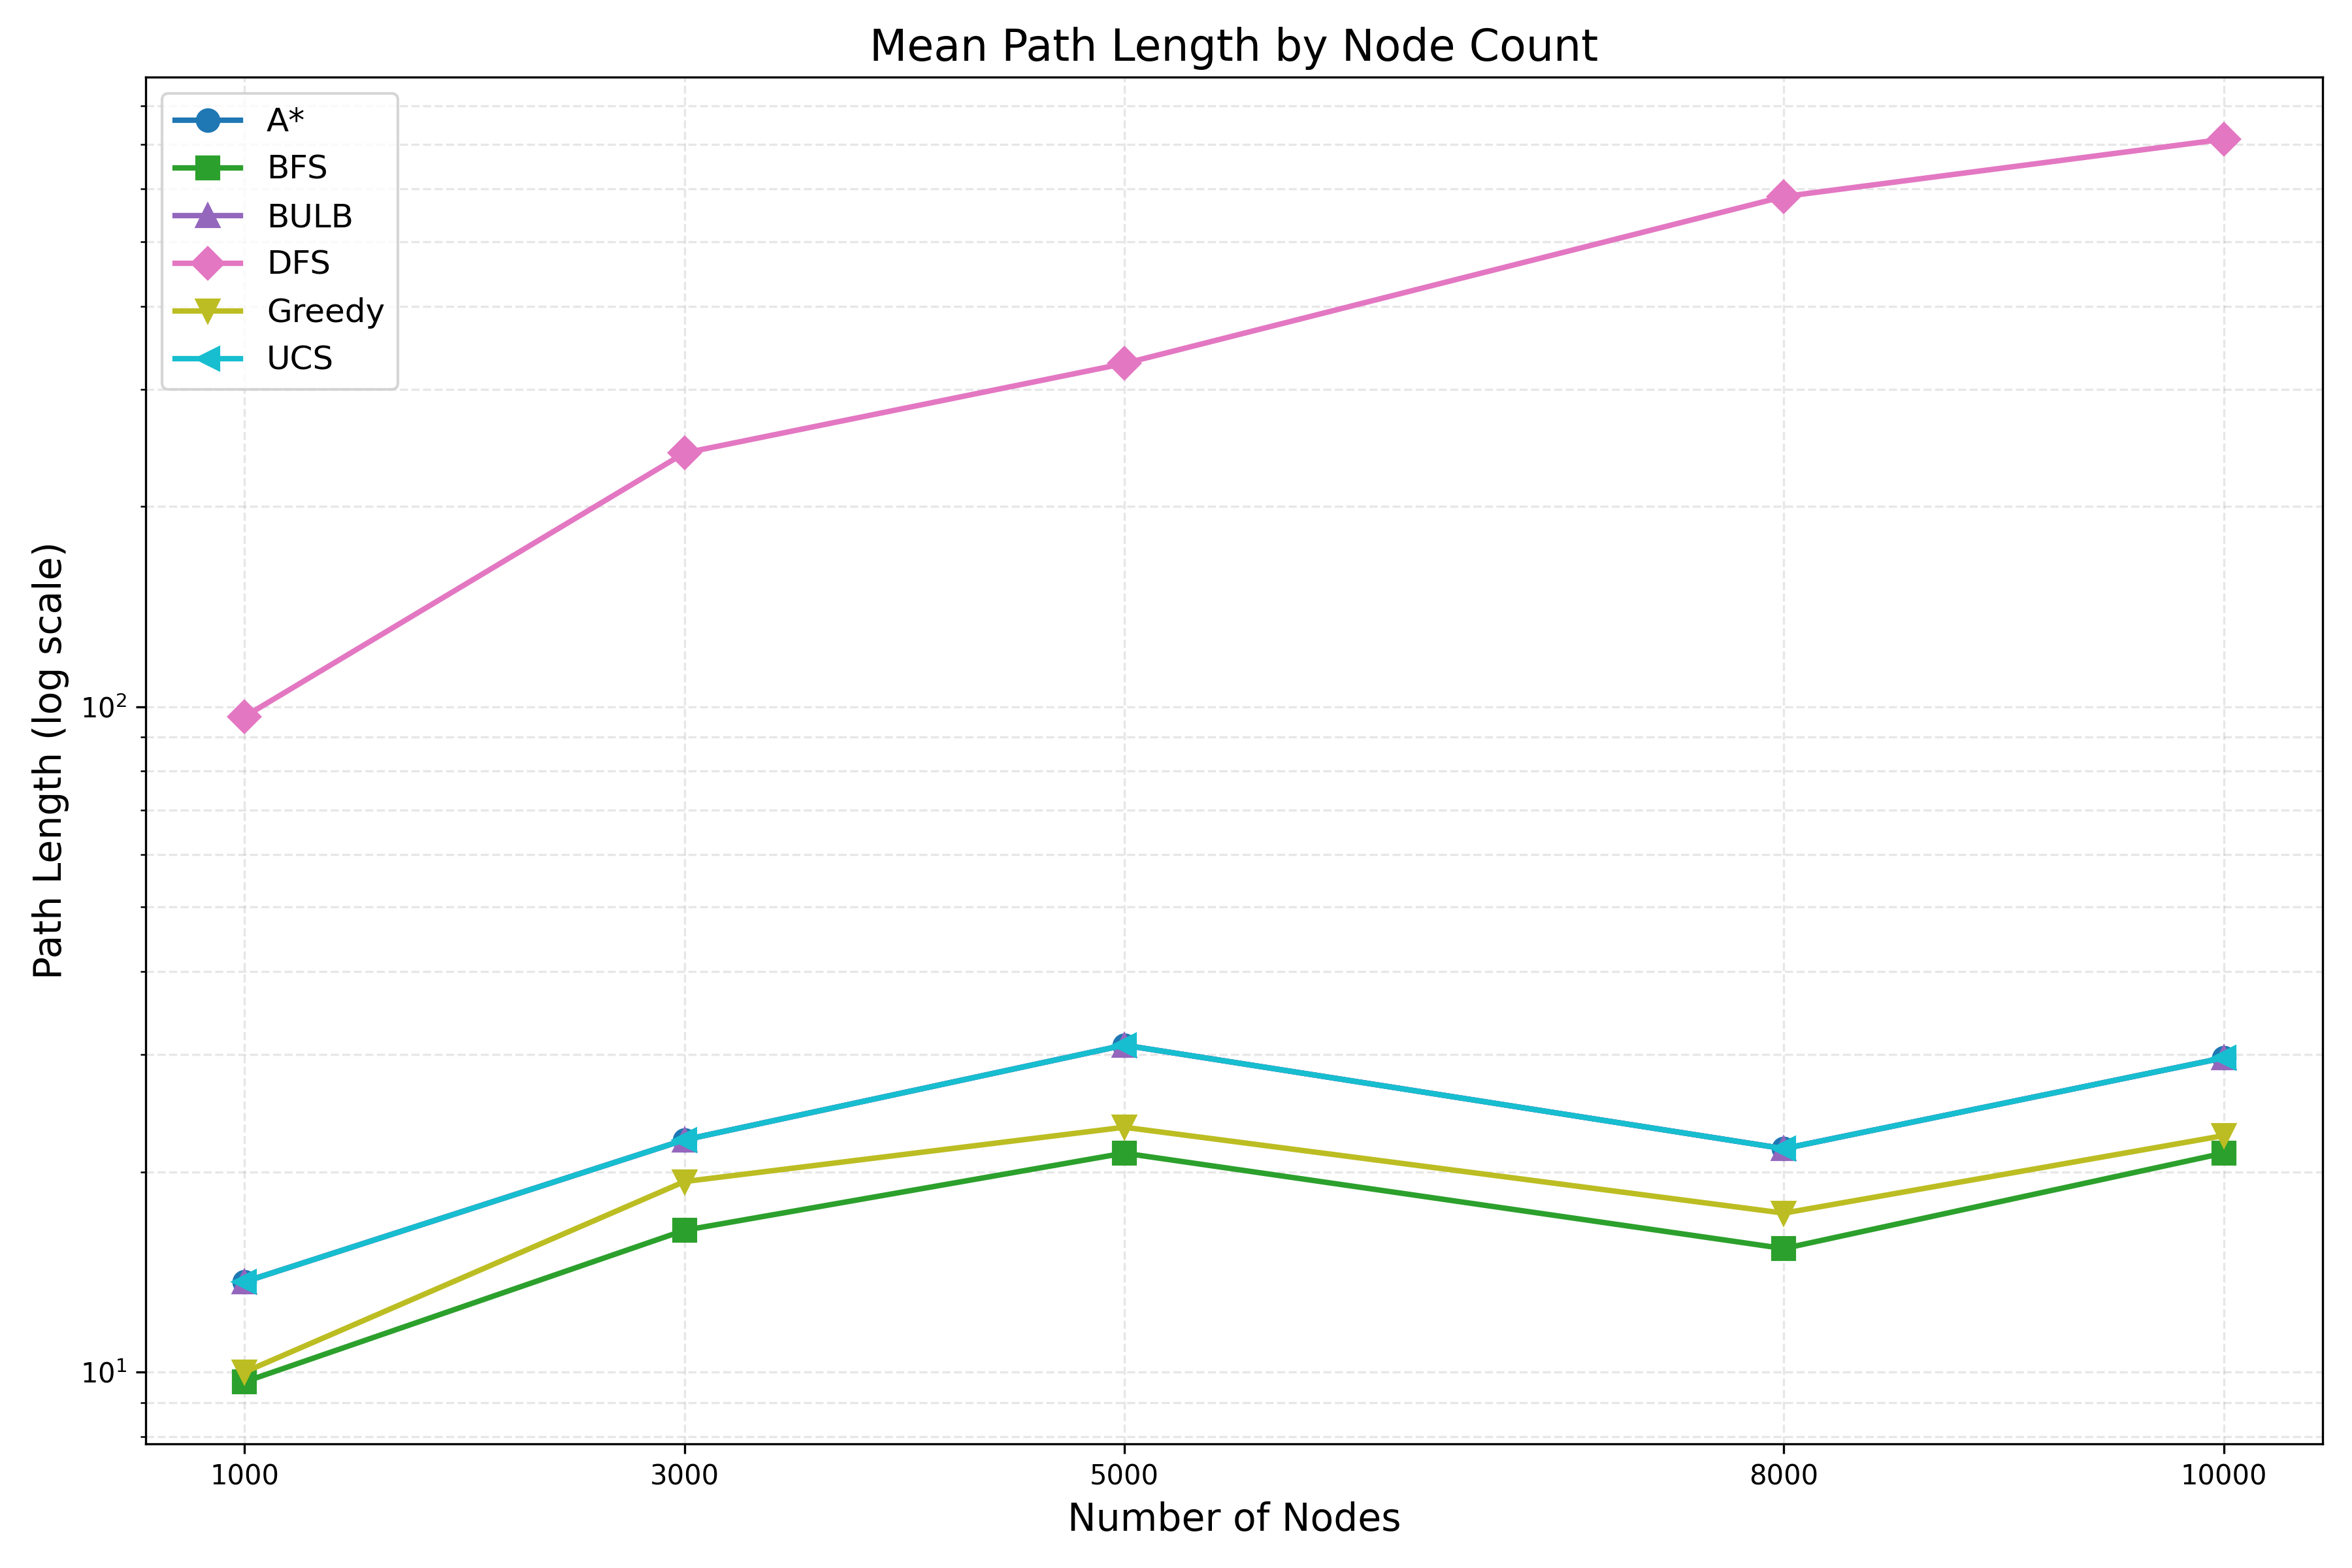 Mean Path Length by Node Count
A*
BFS
BULB
DFS
Greedy
UCS
Path Length (log scale)
10²
10¹
1000 3000 5000 8000 10000
Number of Nodes